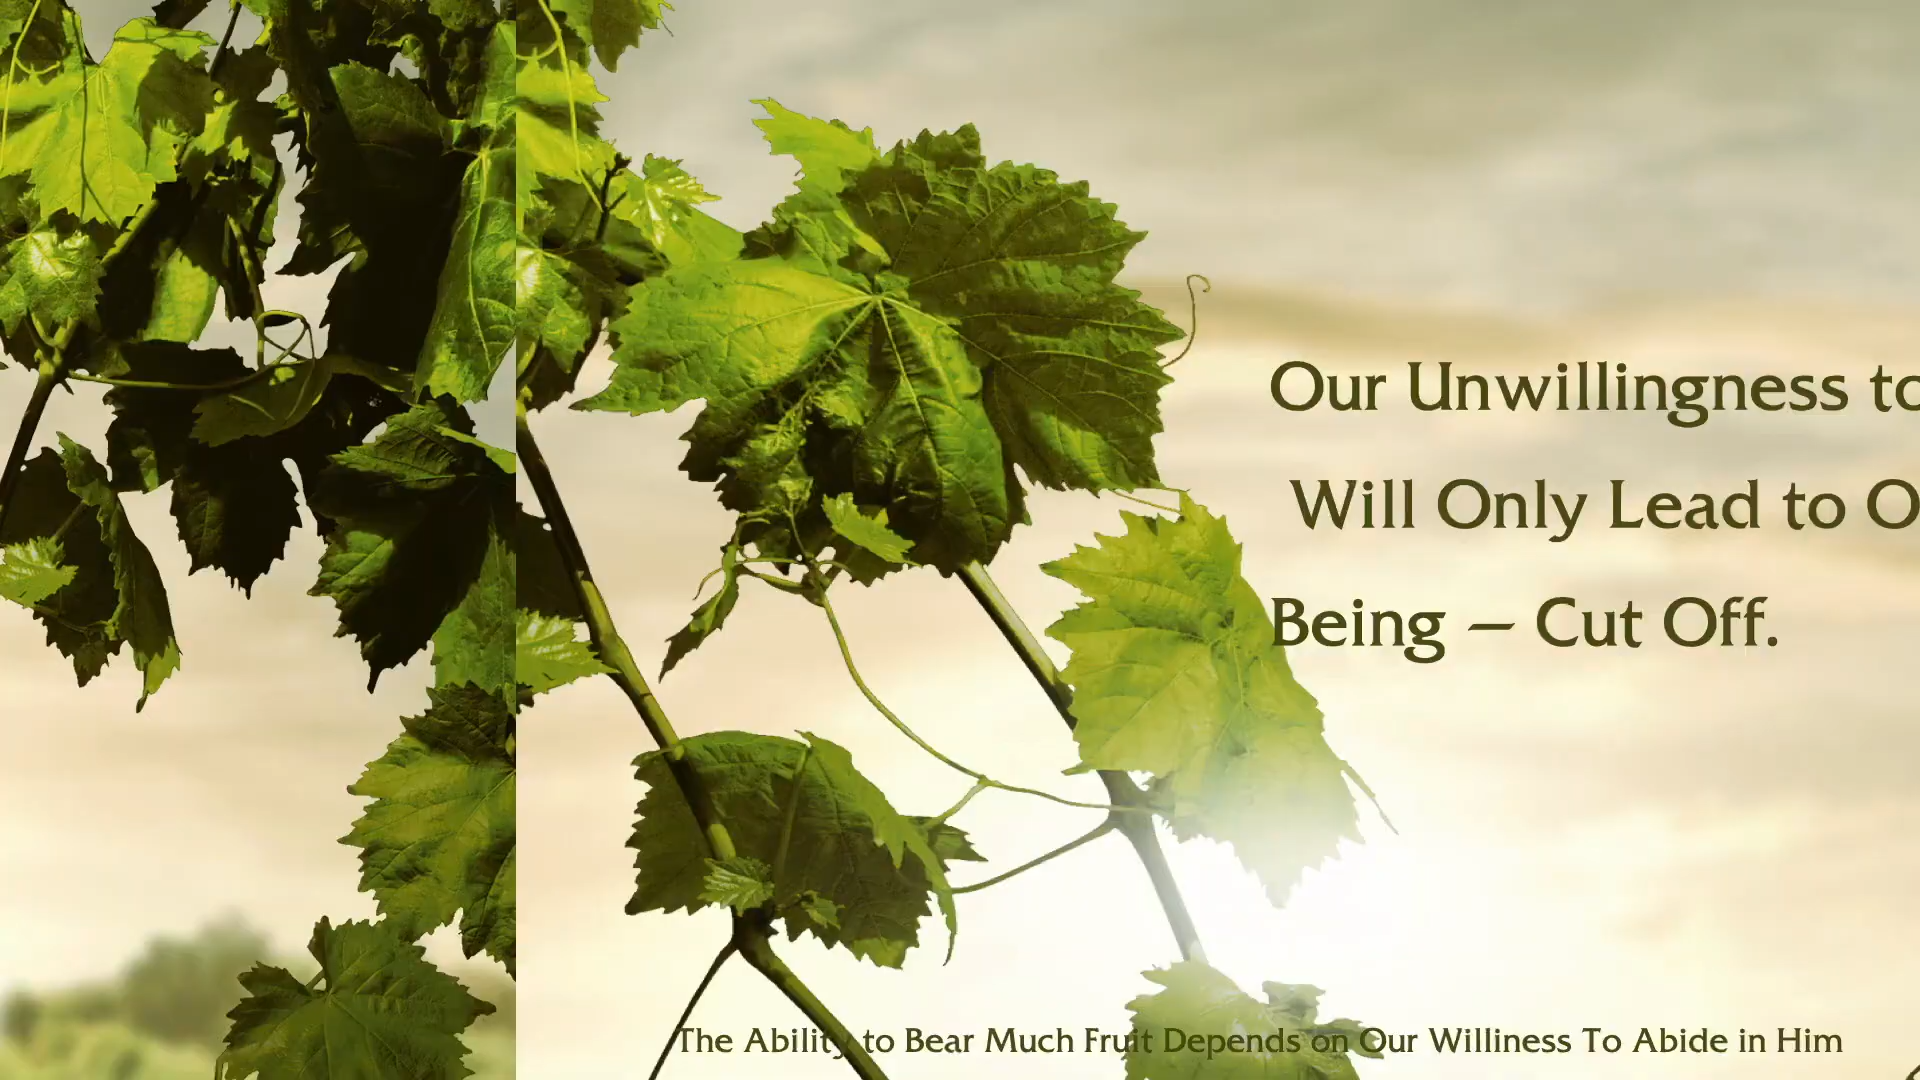 Our Unwillingness to
Will Only Lead to O
Being – Cut Off.
The Ability to Bear Much Fruit Depends on Our Williness To Abide in Him